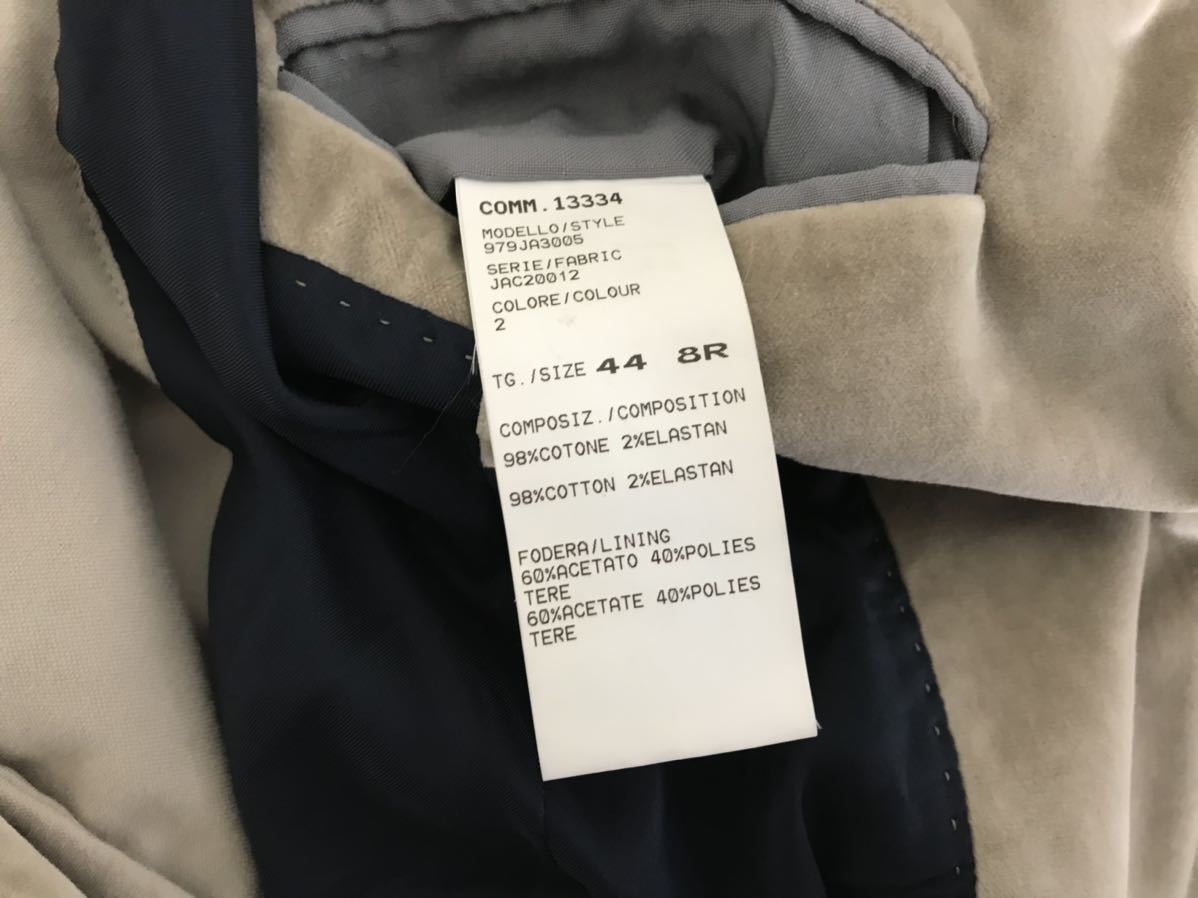 COMM.13334
MODELLO/STYLE
979JA3005
SERIE/FABRIC
JAC20012
COLORE/COLOUR
2
TG./SIZE 44 8R
COMPOSIZ./COMPOSITION
98%COTONE 2%ELASTAN
98%COTTON 2%ELASTAN
FODERA/LINING
60%ACETATO 40%POLIES
TERE
60%ACETATE 40%POLIES
TERE